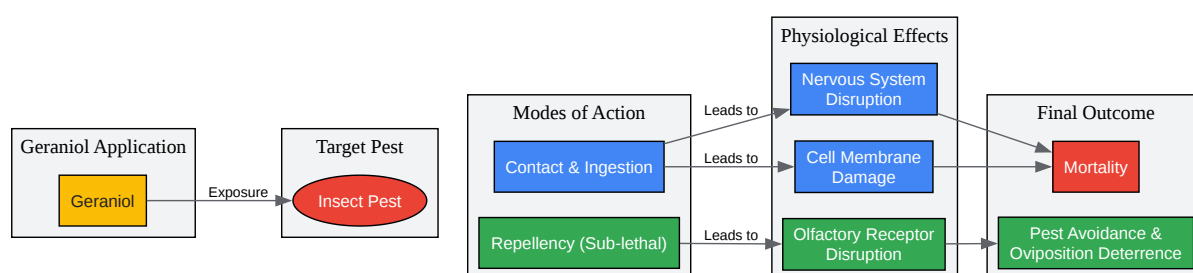 Geraniol Application
Geraniol
Exposure
Target Pest
Insect Pest
Modes of Action
Contact & Ingestion
Repellency (Sub-lethal)
Leads to
Leads to
Leads to
Physiological Effects
Nervous System
Disruption
Cell Membrane
Damage
Olfactory Receptor
Disruption
Final Outcome
Mortality
Pest Avoidance &
Oviposition Deterrence